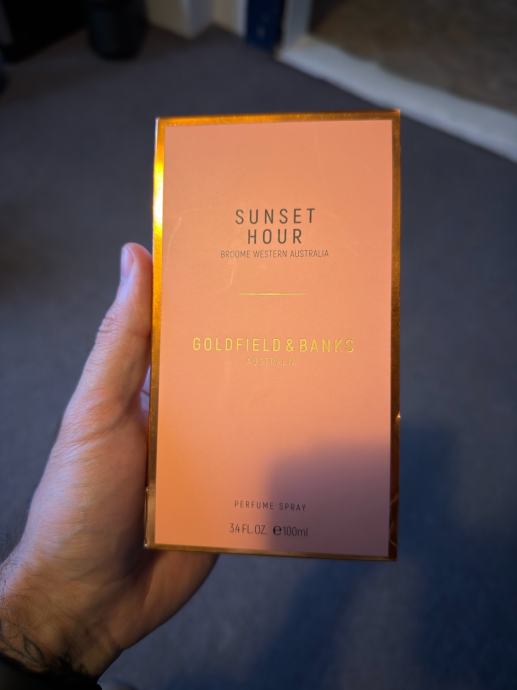 SUNSET
HOUR
BROOME WESTERN AUSTRALIA
GOLDFIELD & BANKS
AUSTRALIA
PERFUME SPRAY
3.4 FL.OZ. ℮100ml